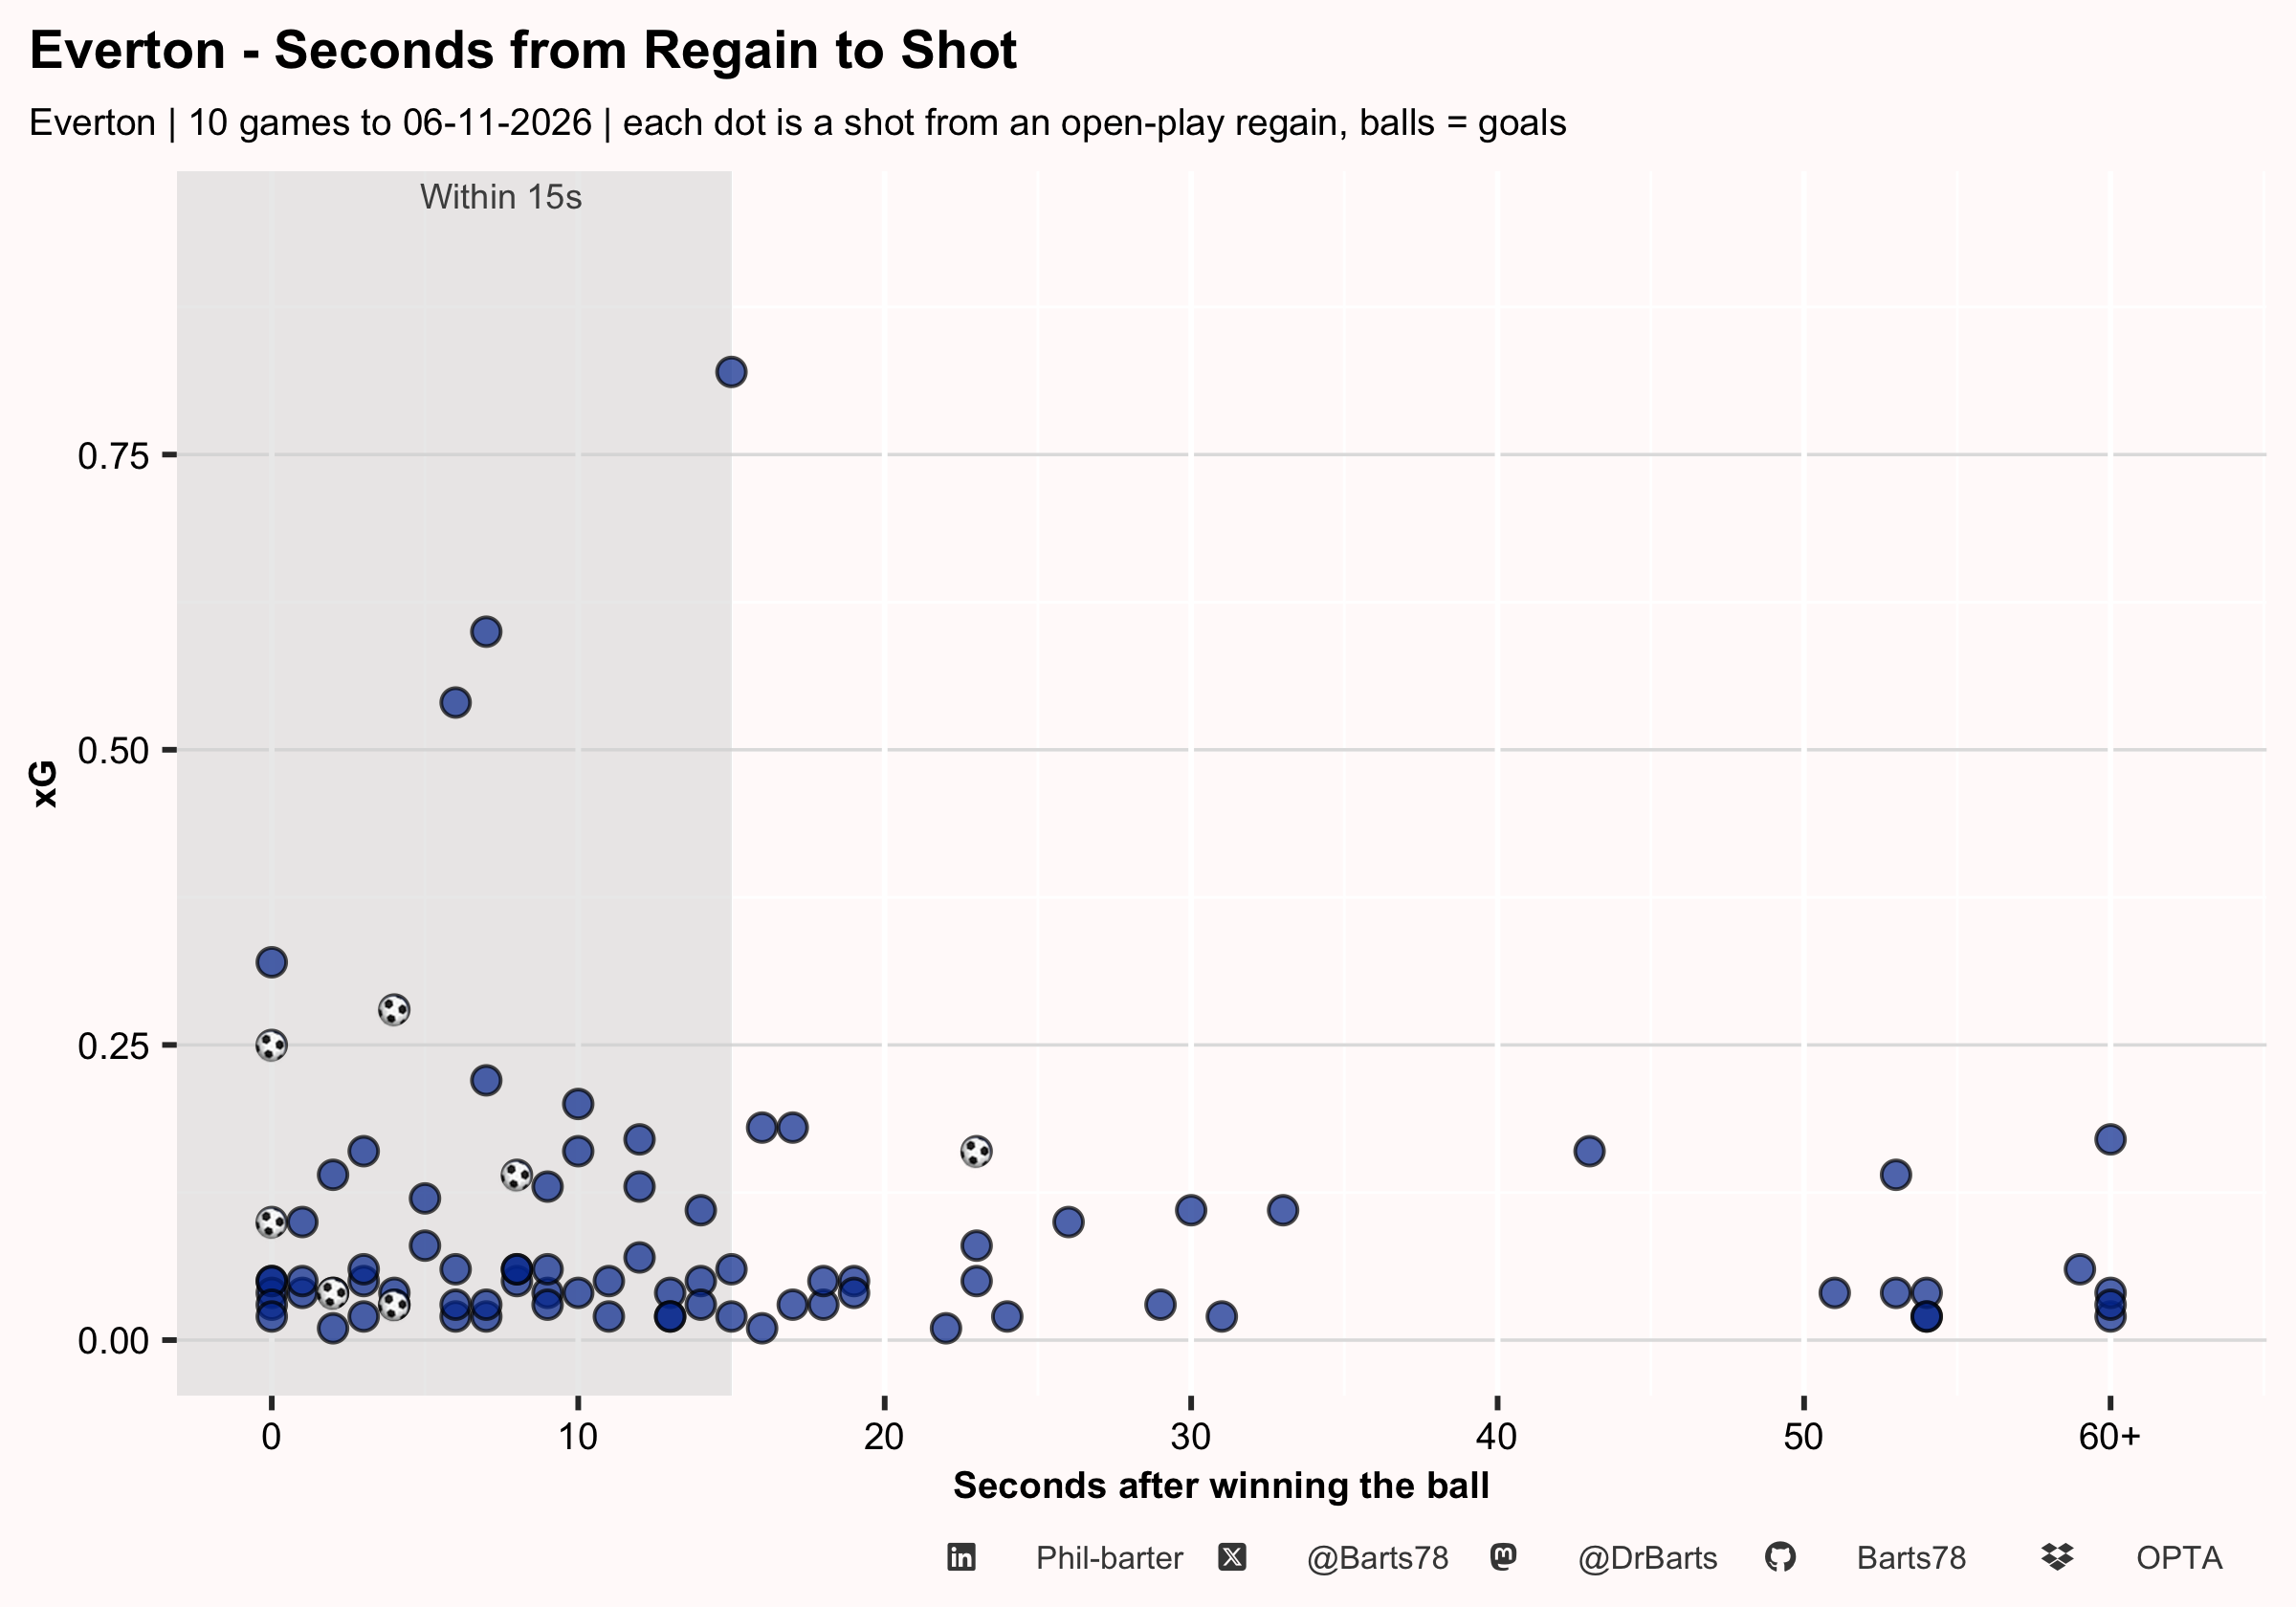 Everton - Seconds from Regain to Shot
Everton | 10 games to 06-11-2026 | each dot is a shot from an open-play regain, balls = goals
Within 15s
0.75
0.50
0.25
0.00
xG
0 10 20 30 40 50 60+
Seconds after winning the ball
Phil-barter @Barts78 @DrBarts Barts78 OPTA